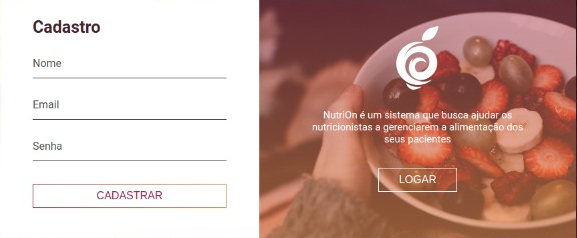 Cadastro
Nome
Email
Senha
CADASTRAR
NutriOn é um sistema que busca ajudar os
nutricionistas a gerenciarem a alimentação dos
seus pacientes
LOGAR